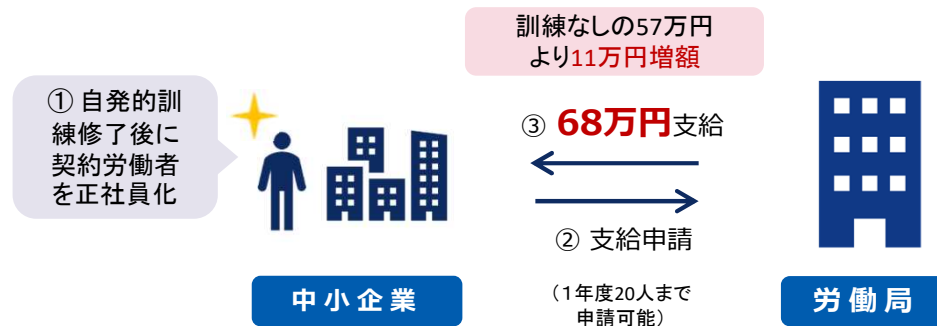 訓練なしの57万円
より11万円増額
① 自発的訓
練修了後に
契約労働者
を正社員化
③ 68万円支給
② 支給申請
（1年度20人まで
申請可能）
中小企業
労働局